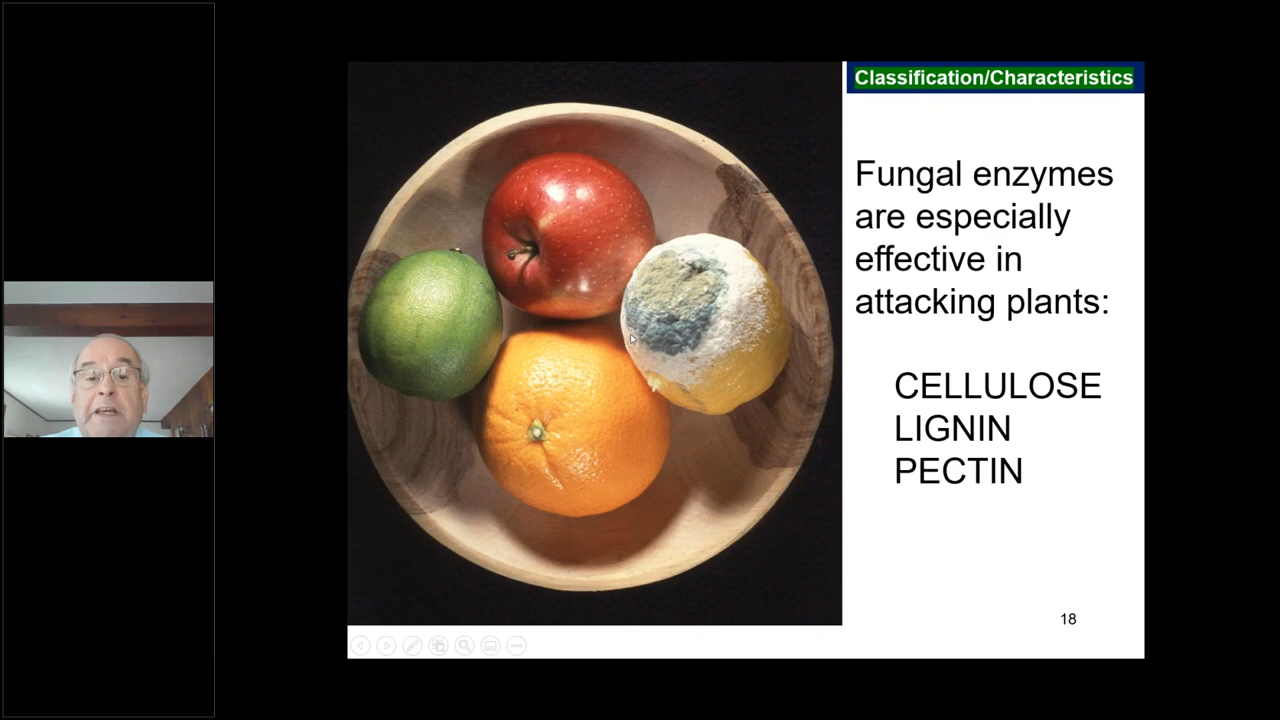 Classification/Characteristics
Fungal enzymes
are especially
effective in
attacking plants:
CELLULOSE
LIGNIN
PECTIN
18